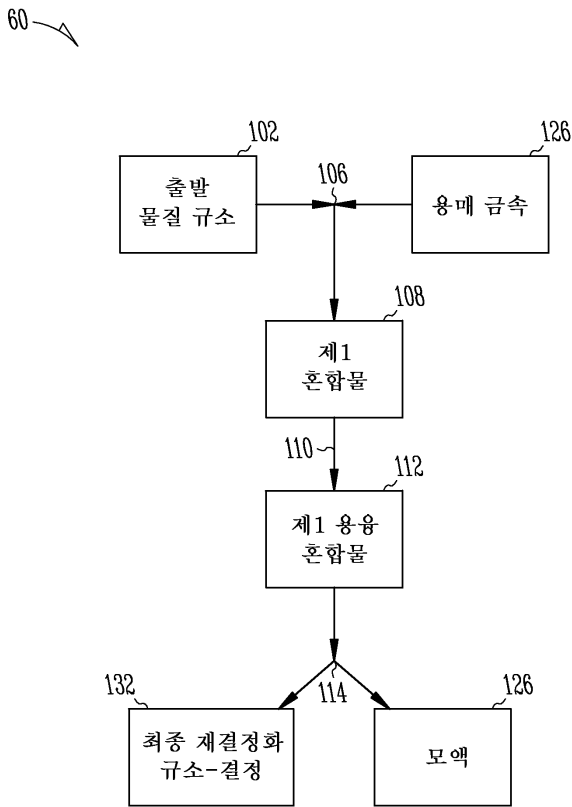 60
102
126
출발
물질 규소
106
용매 금속
108
제1
혼합물
110
112
제1 용융
혼합물
132
114
126
최종 재결정화
규소-결정
모액